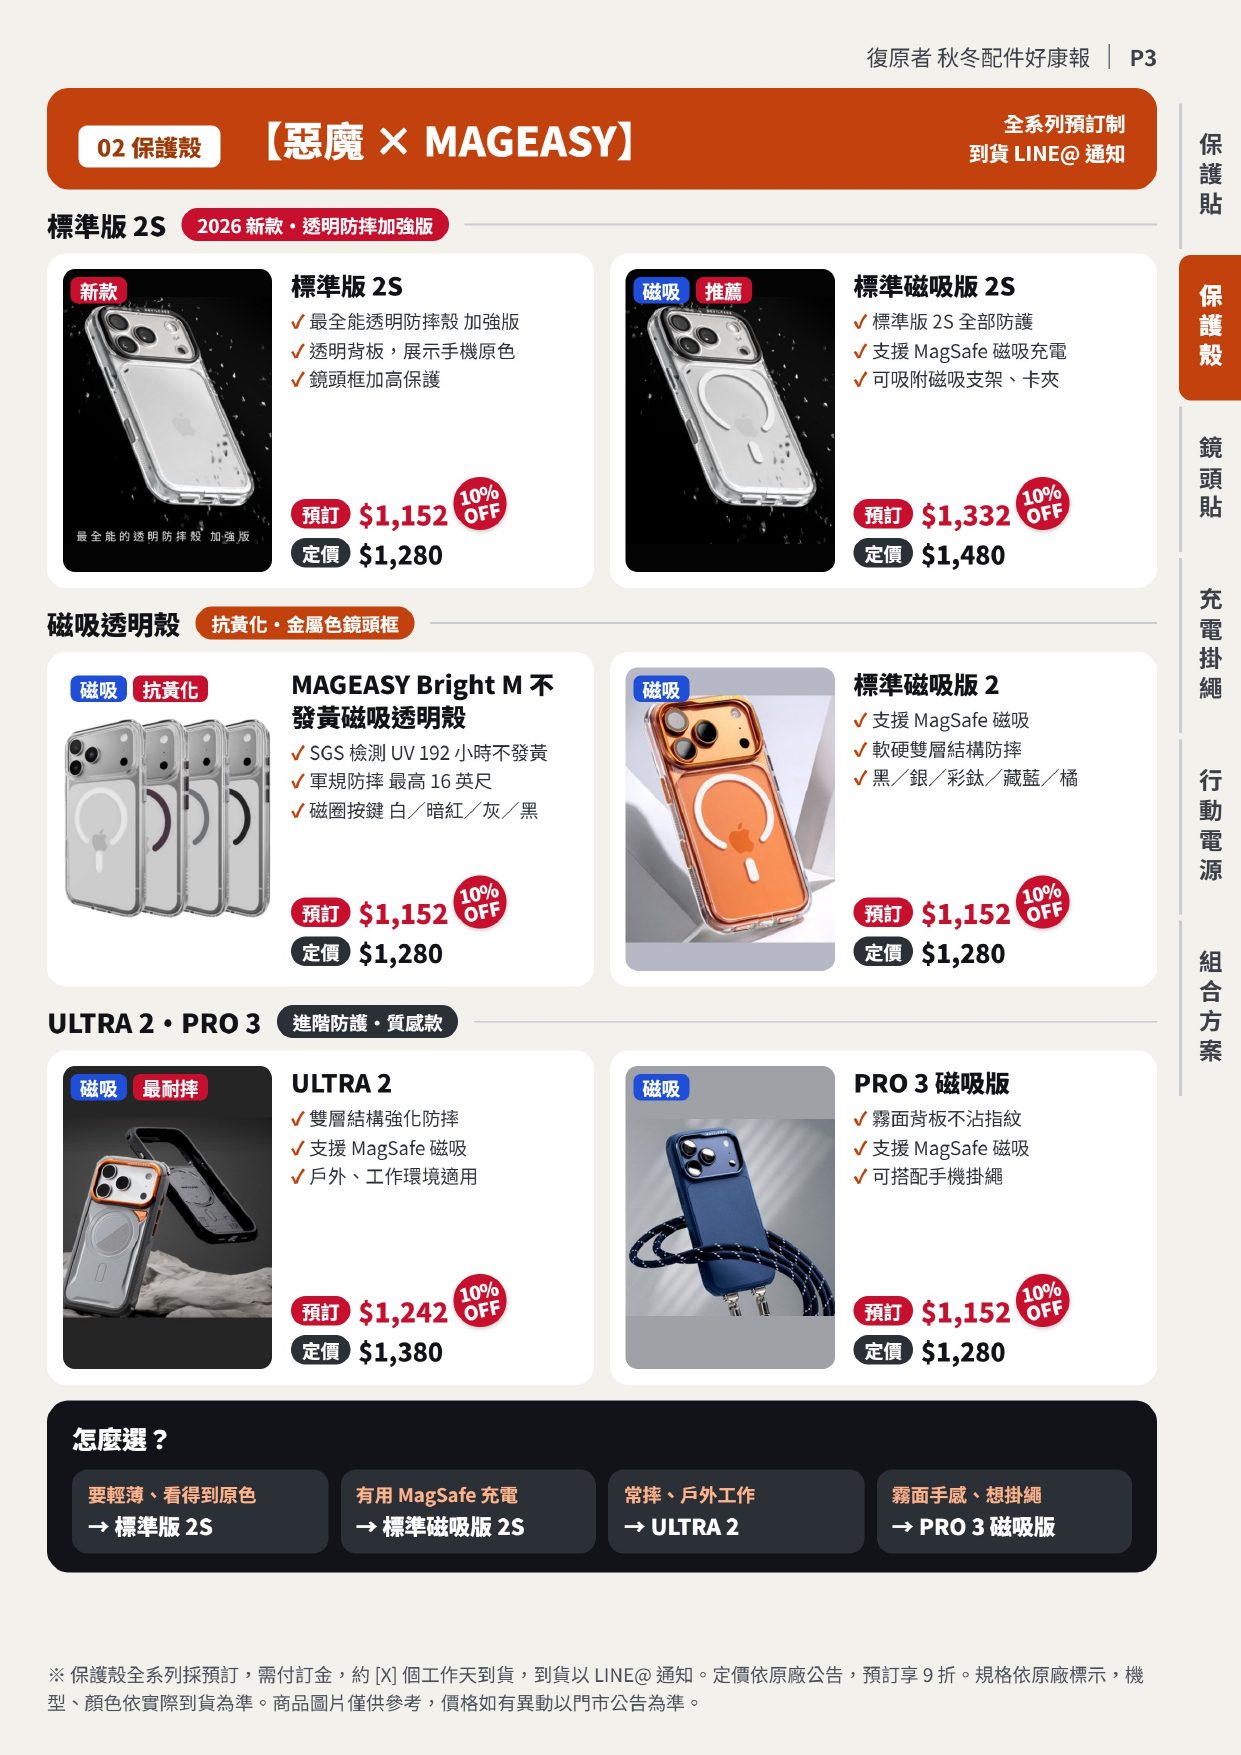 復原者 秋冬配件好康報 | P3
02 保護殼
【惡魔 × MAGEASY】
全系列預訂制
到貨 LINE@ 通知
保護貼
保護殼
鏡頭貼
充電掛繩
行動電源
組合方案
標準版 2S
2026 新款・透明防摔加強版
新款
最全能的透明防摔殼 加強版
標準版 2S
✓ 最全能透明防摔殼 加強版
✓ 透明背板，展示手機原色
✓ 鏡頭框加高保護
預訂 $1,152
10% OFF
定價 $1,280
磁吸 推薦
標準磁吸版 2S
✓ 標準版 2S 全部防護
✓ 支援 MagSafe 磁吸充電
✓ 可吸附磁吸支架、卡夾
預訂 $1,332
10% OFF
定價 $1,480
磁吸透明殼
抗黃化・金屬色鏡頭框
磁吸 抗黃化
MAGEASY Bright M 不
發黃磁吸透明殼
✓ SGS 檢測 UV 192 小時不發黃
✓ 軍規防摔 最高 16 英尺
✓ 磁圈按鍵 白／暗紅／灰／黑
預訂 $1,152
10% OFF
定價 $1,280
磁吸
標準磁吸版 2
✓ 支援 MagSafe 磁吸
✓ 軟硬雙層結構防摔
✓ 黑／銀／彩鈦／藏藍／橘
預訂 $1,152
10% OFF
定價 $1,280
ULTRA 2・PRO 3
進階防護・質感款
磁吸 最耐摔
ULTRA 2
✓ 雙層結構強化防摔
✓ 支援 MagSafe 磁吸
✓ 戶外、工作環境適用
預訂 $1,242
10% OFF
定價 $1,380
磁吸
PRO 3 磁吸版
✓ 霧面背板不沾指紋
✓ 支援 MagSafe 磁吸
✓ 可搭配手機掛繩
預訂 $1,152
10% OFF
定價 $1,280
怎麼選？
要輕薄、看得到原色
→ 標準版 2S
有用 MagSafe 充電
→ 標準磁吸版 2S
常摔、戶外工作
→ ULTRA 2
霧面手感、想掛繩
→ PRO 3 磁吸版
※ 保護殼全系列採預訂，需付訂金，約 [X] 個工作天到貨，到貨以 LINE@ 通知。定價依原廠公告，預訂享 9 折。規格依原廠標示，機
型、顏色依實際到貨為準。商品圖片僅供參考，價格如有異動以門市公告為準。